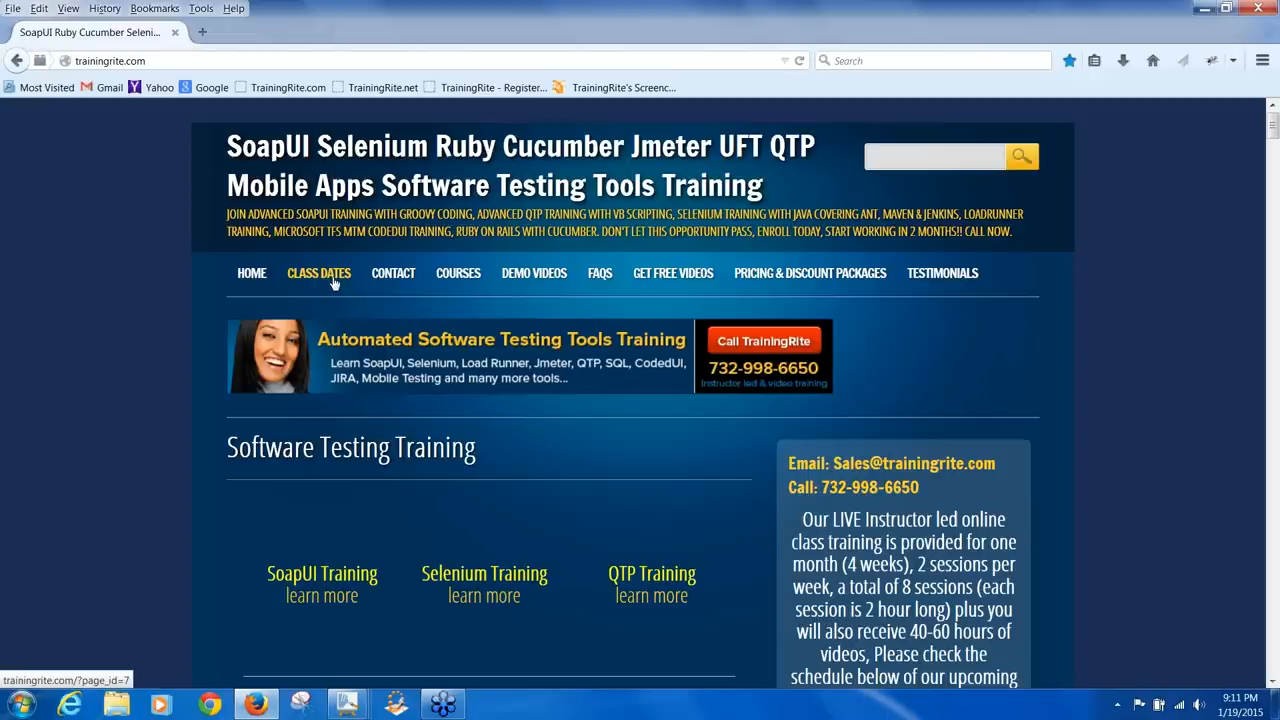 File Edit View History Bookmarks Tools Help
SoapUI Ruby Cucumber Seleni...
trainingrite.com
Search
Most Visited Gmail Yahoo Google TrainingRite.com TrainingRite.net TrainingRite - Register... TrainingRite's Screenc...
SoapUI Selenium Ruby Cucumber Jmeter UFT QTP
Mobile Apps Software Testing Tools Training
JOIN ADVANCED SOAPUI TRAINING WITH GROOVY CODING, ADVANCED QTP TRAINING WITH VB SCRIPTING, SELENIUM TRAINING WITH JAVA COVERING ANT, MAVEN & JENKINS, LOADRUNNER
TRAINING, MICROSOFT TFS MTM CODEDUI TRAINING, RUBY ON RAILS WITH CUCUMBER. DON'T LET THIS OPPORTUNITY PASS, ENROLL TODAY, START WORKING IN 2 MONTHS!! CALL NOW.
HOME CLASS DATES CONTACT COURSES DEMO VIDEOS FAQS GET FREE VIDEOS PRICING & DISCOUNT PACKAGES TESTIMONIALS
Automated Software Testing Tools Training
Learn SoapUI, Selenium, Load Runner, Jmeter, QTP, SQL, CodedUI,
JIRA, Mobile Testing and many more tools...
Call TrainingRite
732-998-6650
Instructor led & video training
Software Testing Training
SoapUI Training Selenium Training QTP Training
learn more learn more learn more
Email: Sales@trainingrite.com
Call: 732-998-6650
Our LIVE Instructor led online
class training is provided for one
month (4 weeks), 2 sessions per
week, a total of 8 sessions (each
session is 2 hour long) plus you
will also receive 40-60 hours of
videos, Please check the
schedule below of our upcoming
trainingrite.com/?page_id=7
9:11 PM
1/19/2015